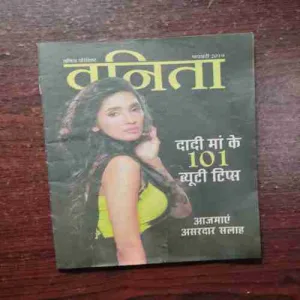 वनिता
दादी मां के
101
ब्यूटी टिप्स
आजमाएं
असरदार सलाह